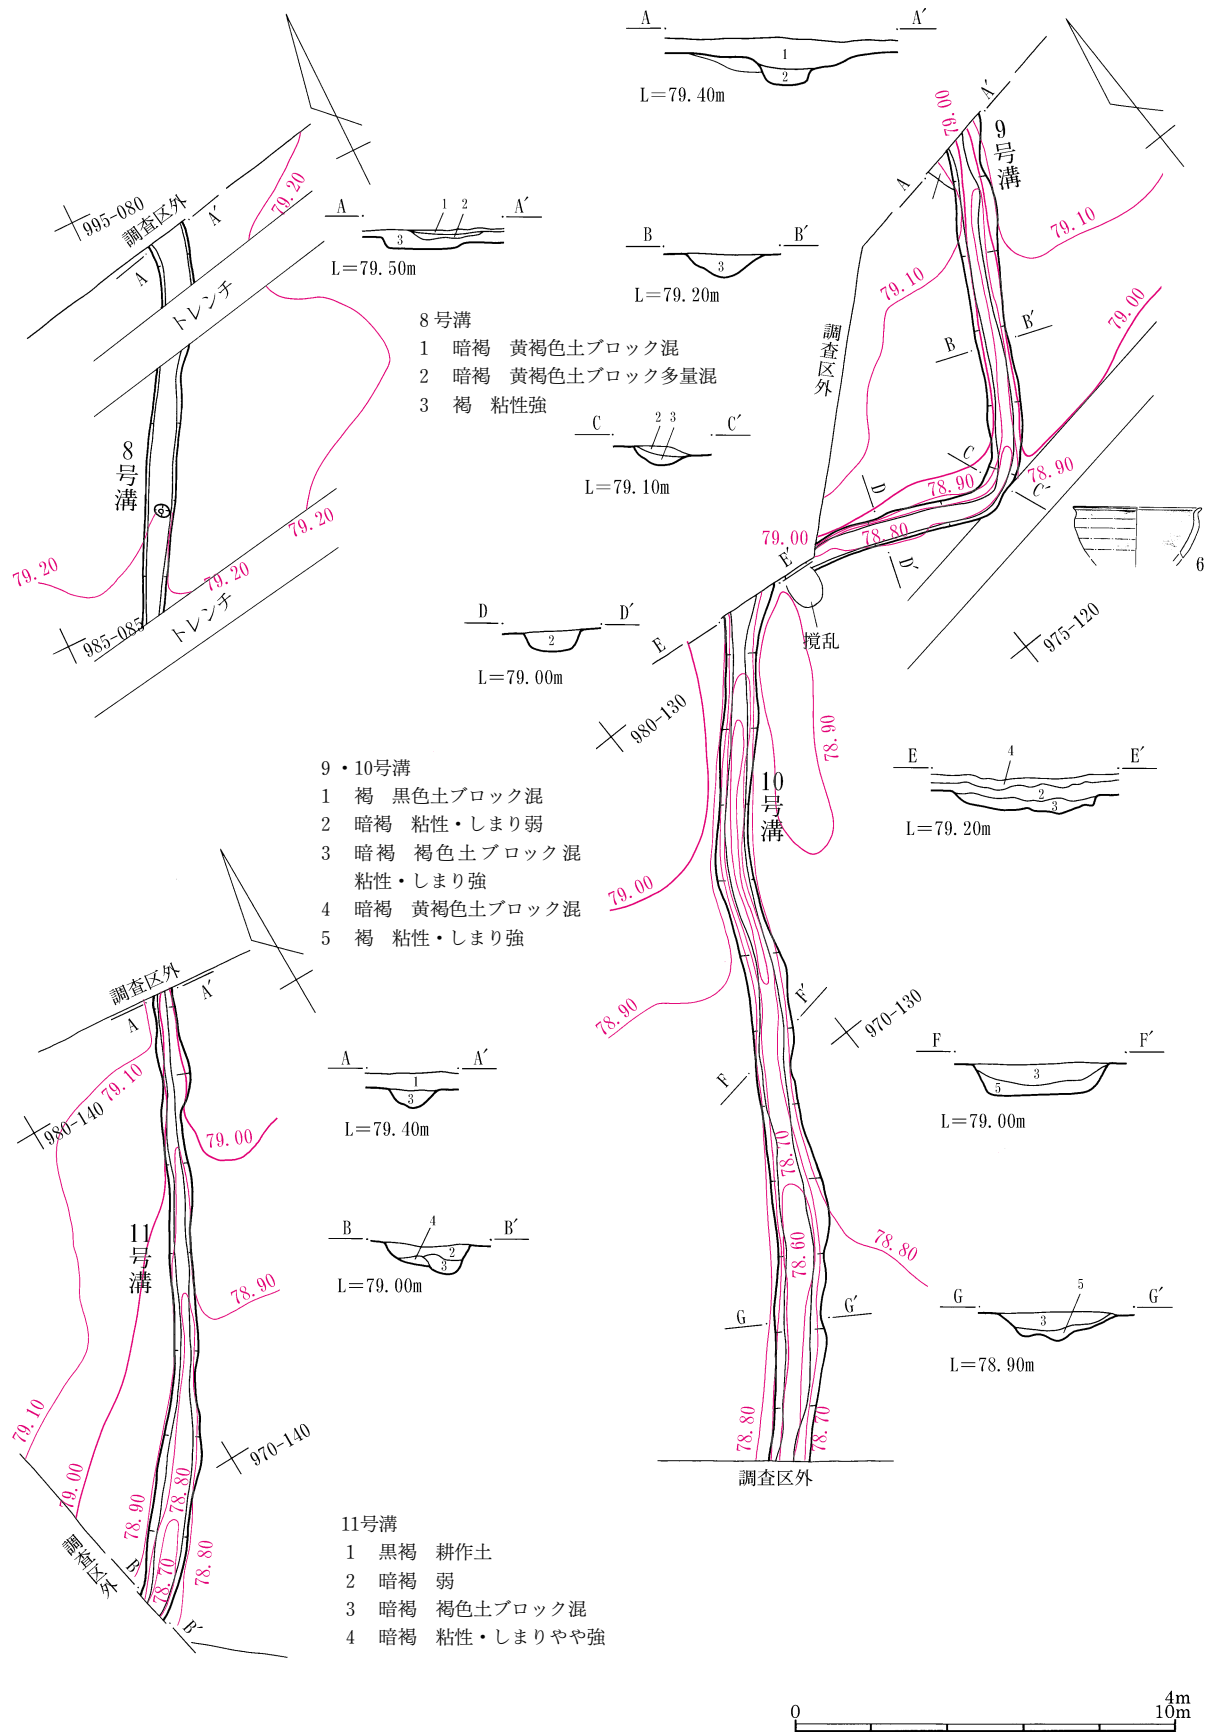 A A′
1
2
L=79.40m
995-080
調査区外
A A′
79.20
トレンチ
8号溝
79.20
79.20
79.20
985-085
トレンチ
A A′
1 2
3
L=79.50m
8号溝
1 暗褐 黄褐色土ブロック混
2 暗褐 黄褐色土ブロック多量混
3 褐 粘性強
B B′
3
L=79.20m
C C′
2 3
L=79.10m
D D′
2
L=79.00m
79.00
A′
9号溝
A
79.10
79.10
79.00
調査区外
B B′
C C′
78.90
78.90
D D′
79.00
78.80
E′
E
撹乱
6
975-120
980-130
78.90
10号溝
79.00
78.90
F′
F
970-130
78.70
78.60
78.80
G G′
78.80
78.70
調査区外
E E′
4
2
3
L=79.20m
F F′
3
5
L=79.00m
G G′
5
3
L=78.90m
9・10号溝
1 褐 黒色土ブロック混
2 暗褐 粘性・しまり弱
3 暗褐 褐色土ブロック混
粘性・しまり強
4 暗褐 黄褐色土ブロック混
5 褐 粘性・しまり強
調査区外
A A′
79.10
980-140
79.00
11号溝
78.90
79.10
79.00
970-140
78.90
78.80
78.70
78.80
調査区外
B B′
A A′
1
3
L=79.40m
B B′
4
2
3
L=79.00m
11号溝
1 黒褐 耕作土
2 暗褐 弱
3 暗褐 褐色土ブロック混
4 暗褐 粘性・しまりやや強
4m
0 10m